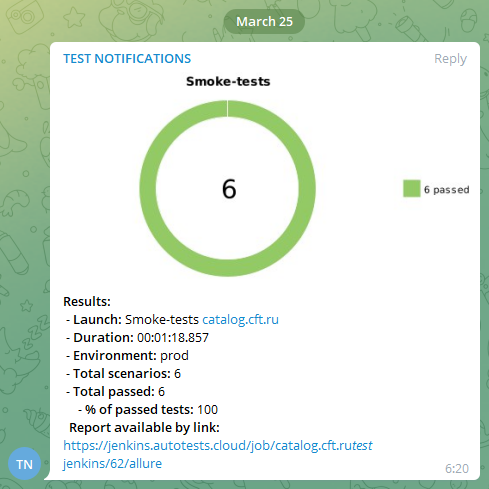 March 25
TEST NOTIFICATIONS Reply
Smoke-tests
6
6 passed
Results:
- Launch: Smoke-tests catalog.cft.ru
- Duration: 00:01:18.857
- Environment: prod
- Total scenarios: 6
- Total passed: 6
- % of passed tests: 100
Report available by link:
https://jenkins.autotests.cloud/job/catalog.cft.rutest
jenkins/62/allure
TN
6:20